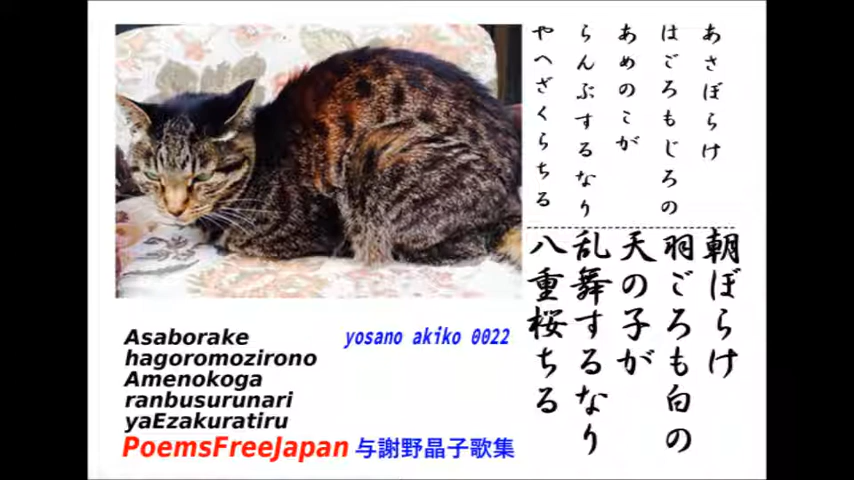 あさぼらけ
はごろもじろの
あめのこが
らんぶするなり
やへざくらちる
朝ぼらけ
羽ごろも白の
天の子が
乱舞するなり
八重桜ちる
Asaborake
hagoromozirono
Amenokoga
ranbusurunari
yaEzakuratiru
yosano akiko 0022
PoemsFreeJapan 与謝野晶子歌集